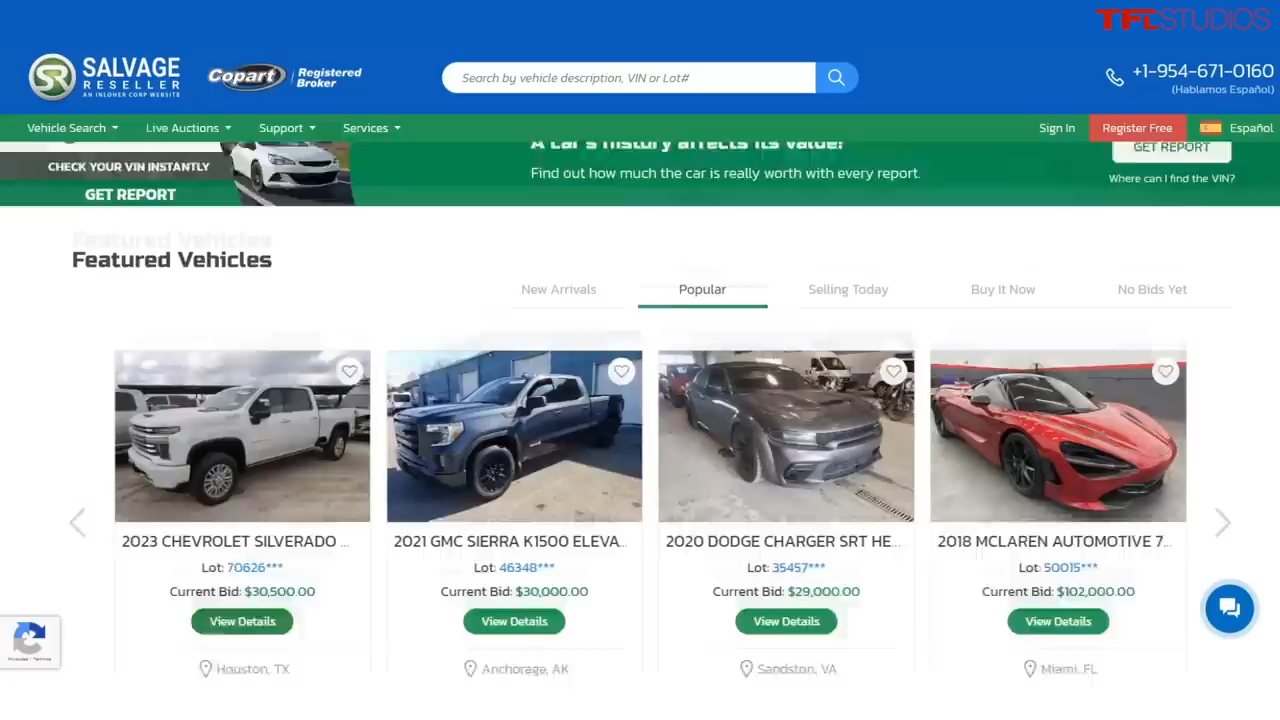 TFLSTUDIOS
SR SALVAGE RESELLER
AN INLOHER CORP WEBSITE
Copart Registered Broker
Search by vehicle description, VIN or Lot#
+1-954-671-0160
(Hablamos Español)
Vehicle Search Live Auctions Support Services Sign In Register Free Español
CHECK YOUR VIN INSTANTLY
GET REPORT
A car's history affects its value!
Find out how much the car is really worth with every report.
GET REPORT
Where can I find the VIN?
Featured Vehicles
New Arrivals Popular Selling Today Buy It Now No Bids Yet
2023 CHEVROLET SILVERADO ...
Lot: 70626***
Current Bid: $30,500.00
View Details
Houston, TX
2021 GMC SIERRA K1500 ELEVA...
Lot: 46348***
Current Bid: $30,000.00
View Details
Anchorage, AK
2020 DODGE CHARGER SRT HE...
Lot: 35457***
Current Bid: $29,000.00
View Details
Sandston, VA
2018 MCLAREN AUTOMOTIVE 7...
Lot: 50015***
Current Bid: $102,000.00
View Details
Miami, FL
Privacidad - Términos